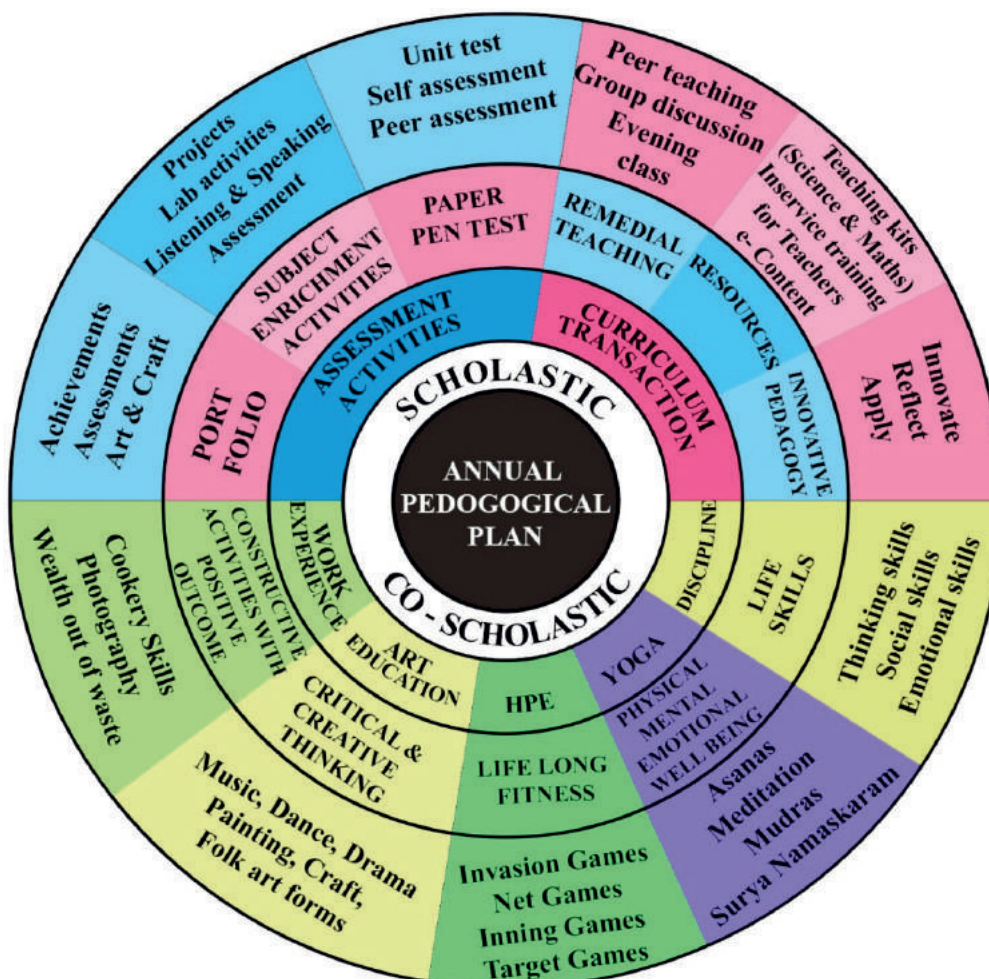 ANNUAL
PEDOGOGICAL
PLAN
SCHOLASTIC
ASSESSMENT
ACTIVITIES
CURRICULUM
TRANSACTION
PORT
FOLIO
SUBJECT
ENRICHMENT
ACTIVITIES
PAPER
PEN TEST
REMEDIAL
TEACHING
RESOURCES
INNOVATIVE
PEDAGOGY
Achievements
Assessments
Art & Craft
Projects
Lab activities
Listening & Speaking
Assessment
Unit test
Self assessment
Peer assessment
Peer teaching
Group discussion
Evening
class
Teaching kits
(Science & Maths)
Inservice training
for Teachers
e- Content
Innovate
Reflect
Apply
CO - SCHOLASTIC
WORK
EXPERIENCE
ART
EDUCATION
HPE
YOGA
DISCIPLINE
CONSTRUCTIVE
ACTIVITIES WITH
POSITIVE
OUTCOME
CRITICAL &
CREATIVE
THINKING
LIFE LONG
FITNESS
PHYSICAL
MENTAL
EMOTIONAL
WELL BEING
LIFE
SKILLS
Cookery Skills
Photography
Wealth out of waste
Music, Dance, Drama
Painting, Craft,
Folk art forms
Invasion Games
Net Games
Inning Games
Target Games
Asanas
Meditation
Mudras
Surya Namaskaram
Thinking skills
Social skills
Emotional skills